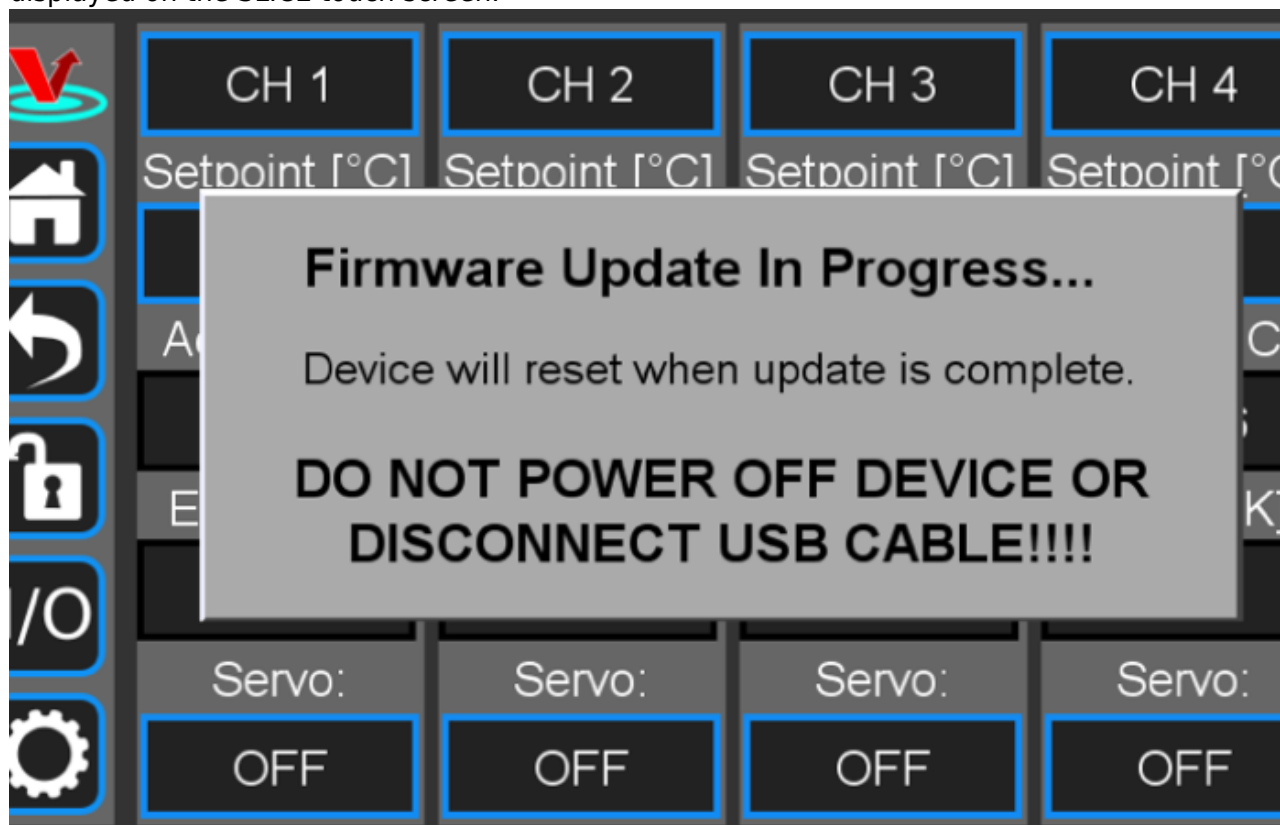 CH 1 CH 2 CH 3 CH 4
Setpoint [°C] Setpoint [°C] Setpoint [°C] Setpoint [°C
Firmware Update In Progress...
Device will reset when update is complete.
DO NOT POWER OFF DEVICE OR
DISCONNECT USB CABLE!!!!
I/O
Servo: Servo: Servo: Servo:
OFF OFF OFF OFF